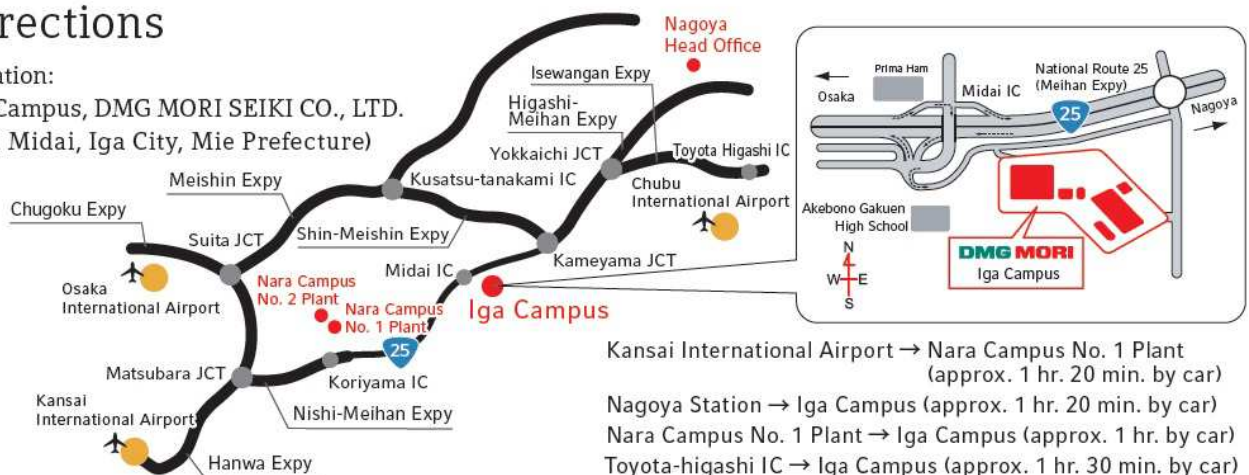 rections
ation:
Campus, DMG MORI SEIKI CO., LTD.
Midai, Iga City, Mie Prefecture)
Nagoya
Head Office
Isewangan Expy
Higashi-
Meihan Expy
Yokkaichi JCT
Toyota Higashi IC
Meishin Expy
Kusatsu-tanakami IC
Chubu
International Airport
Chugoku Expy
Suita JCT
Shin-Meishin Expy
Kameyama JCT
Midai IC
Osaka
International Airport
Nara Campus
No. 2 Plant
Nara Campus
No. 1 Plant
Iga Campus
25
Matsubara JCT
Koriyama IC
Kansai
International Airport
Nishi-Meihan Expy
Hanwa Expy
Prima Ham
Osaka
Midai IC
National Route 25
(Meihan Expy)
25
Nagoya
Akebono Gakuen
High School
DMG MORI
Iga Campus
N
W E
S
Kansai International Airport → Nara Campus No. 1 Plant
(approx. 1 hr. 20 min. by car)
Nagoya Station → Iga Campus (approx. 1 hr. 20 min. by car)
Nara Campus No. 1 Plant → Iga Campus (approx. 1 hr. by car)
Toyota-higashi IC → Iga Campus (approx. 1 hr. 30 min. by car)